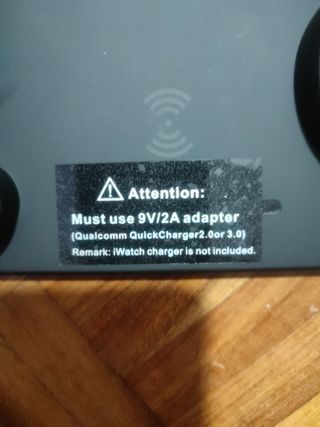 Attention:
Must use 9V/2A adapter
(Qualcomm QuickCharger2.0or 3.0)
Remark: iWatch charger is not included.